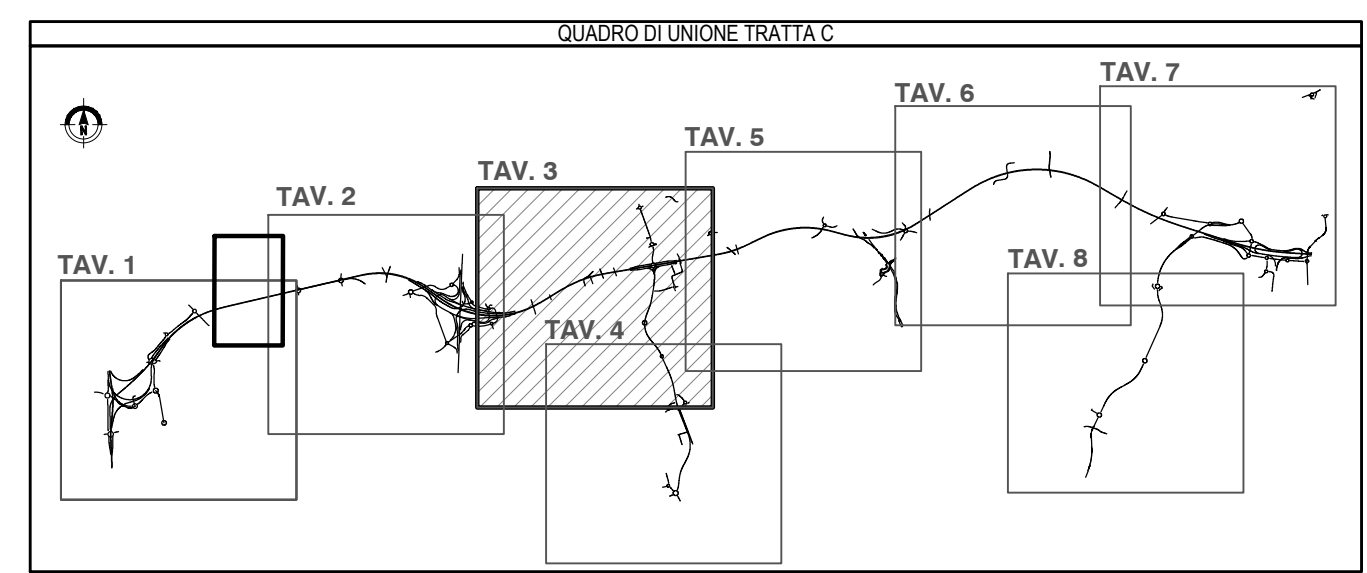 QUADRO DI UNIONE TRATTA C
TAV. 7
TAV. 6
TAV. 5
TAV. 3
TAV. 2
TAV. 1
TAV. 8
TAV. 4
N